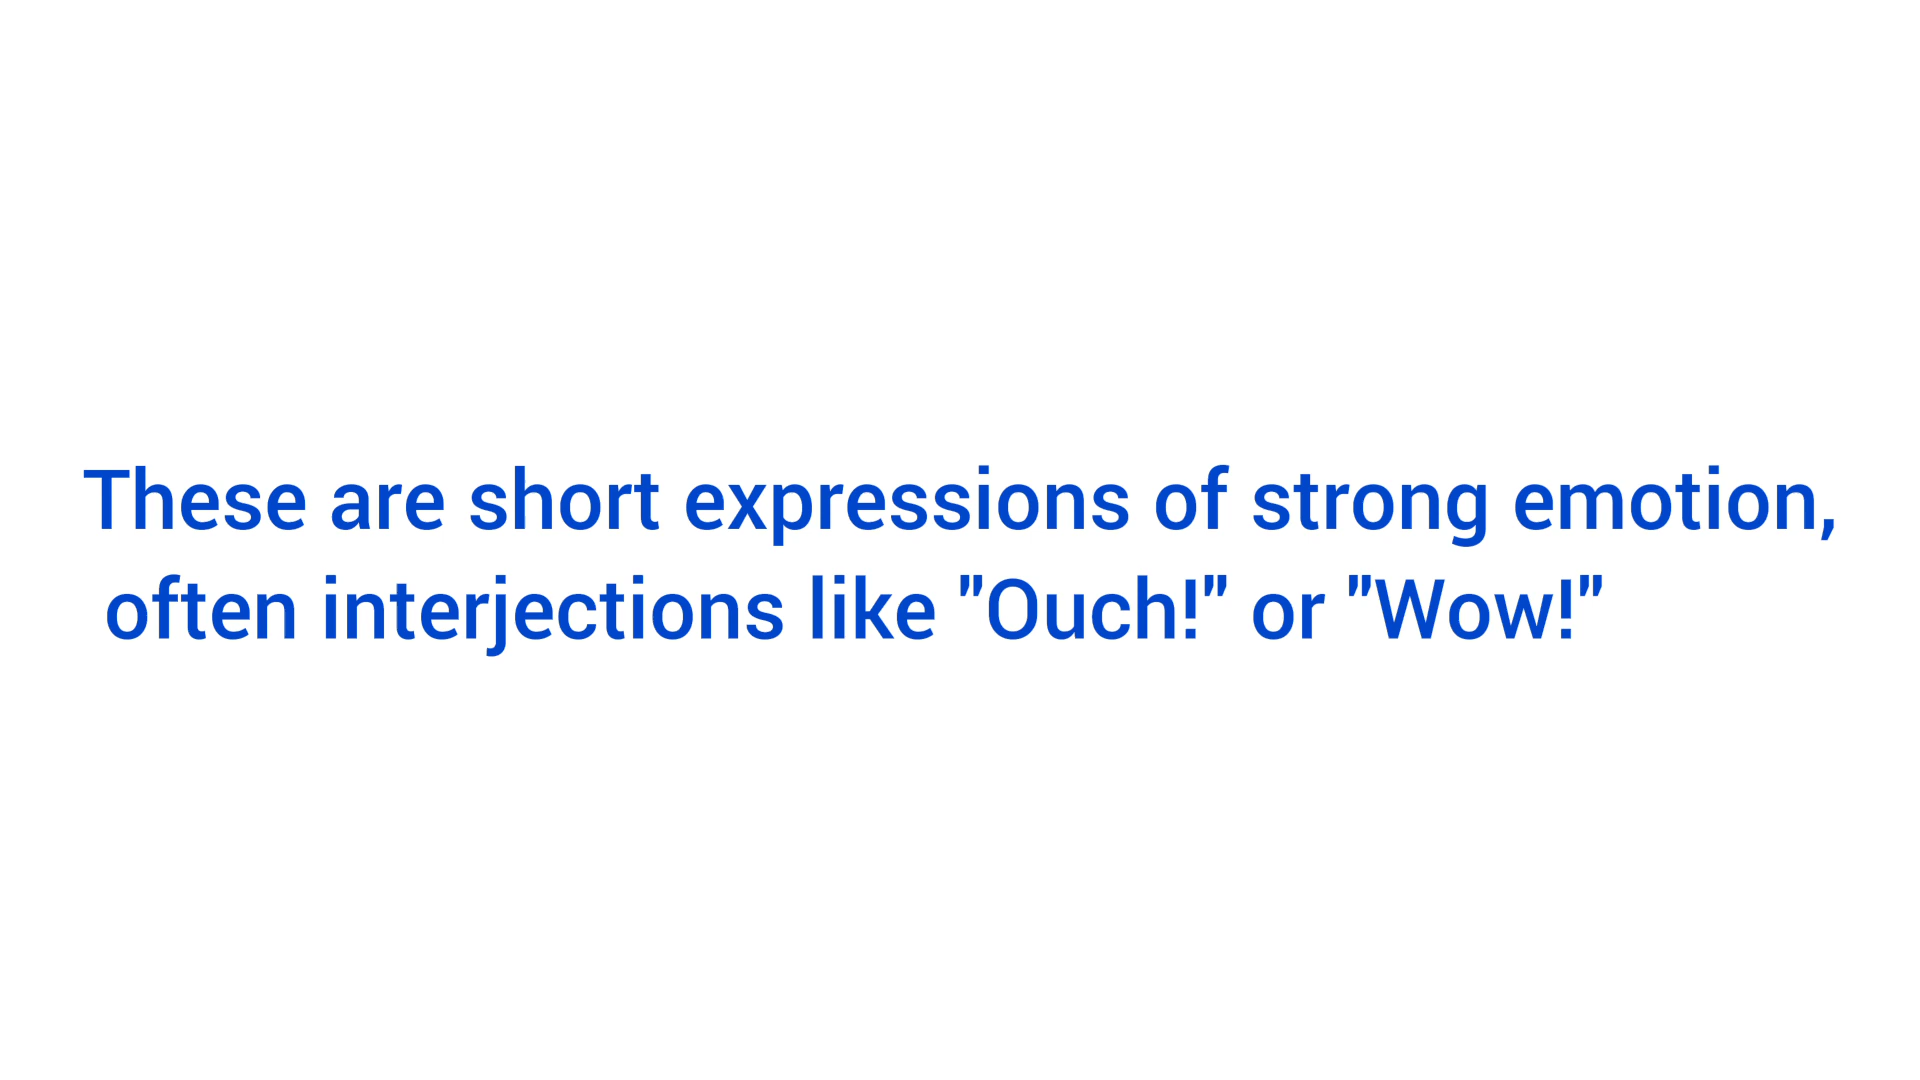 These are short expressions of strong emotion,
often interjections like "Ouch!" or "Wow!"